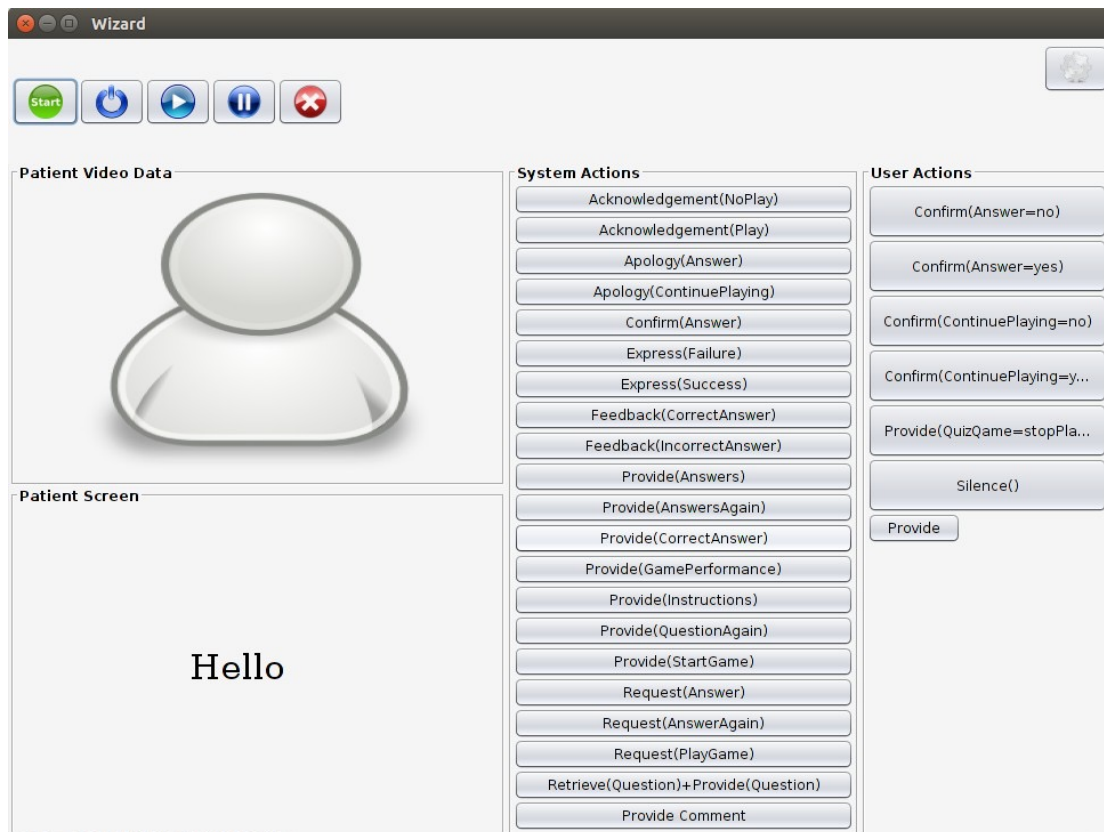 Wizard
Start
Patient Video Data
System Actions
Acknowledgement(NoPlay)
Acknowledgement(Play)
Apology(Answer)
Apology(ContinuePlaying)
Confirm(Answer)
Express(Failure)
Express(Success)
Feedback(CorrectAnswer)
Feedback(IncorrectAnswer)
Provide(Answers)
Provide(AnswersAgain)
Provide(CorrectAnswer)
Provide(GamePerformance)
Provide(Instructions)
Provide(QuestionAgain)
Provide(StartGame)
Request(Answer)
Request(AnswerAgain)
Request(PlayGame)
Retrieve(Question)+Provide(Question)
Provide Comment
User Actions
Confirm(Answer=no)
Confirm(Answer=yes)
Confirm(ContinuePlaying=no)
Confirm(ContinuePlaying=y...
Provide(QuizQame=stopPla...
Silence()
Provide
Patient Screen
Hello